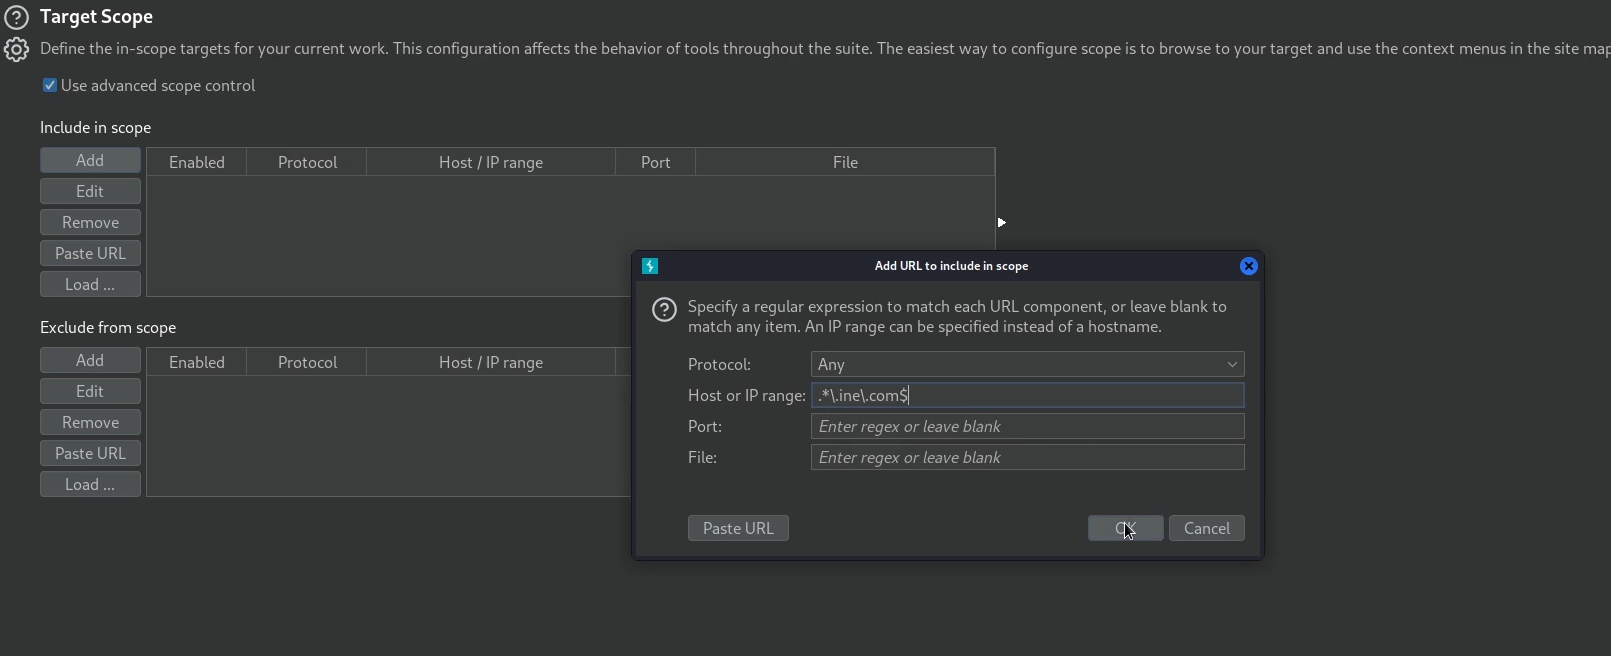 Target Scope
Define the in-scope targets for your current work. This configuration affects the behavior of tools throughout the suite. The easiest way to configure scope is to browse to your target and use the context menus in the site map
Use advanced scope control
Include in scope
Add
Enabled Protocol Host / IP range Port File
Edit
Remove
Paste URL
Load ...
Add URL to include in scope
Specify a regular expression to match each URL component, or leave blank to
match any item. An IP range can be specified instead of a hostname.
Exclude from scope
Add
Enabled Protocol Host / IP range
Edit
Remove
Paste URL
Load ...
Protocol: Any
Host or IP range: .*\.ine\.com$
Port: Enter regex or leave blank
File: Enter regex or leave blank
Paste URL OK Cancel